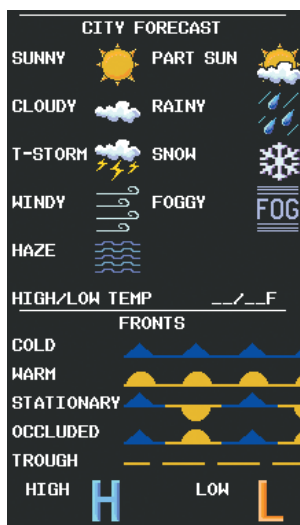 CITY FORECAST
SUNNY PART SUN
CLOUDY RAINY
T-STORM SNOW
WINDY FOGGY FOG
HAZE
HIGH/LOW TEMP __/__F
FRONTS
COLD
WARM
STATIONARY
OCCLUDED
TROUGH
HIGH H LOW L